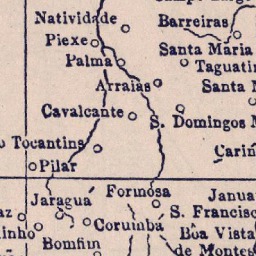 Natividade
Barreiras
Piexe
Santa Maria
Palma
Taguatin
Arraias
Santa M
Cavalcante
S. Domingos M
o Tocantins
Carin
Pilar
Formosa
Janua
Jaragua
S. Francisc
az
Corumba
inho
Boa Vista
Bomfim
de Montes